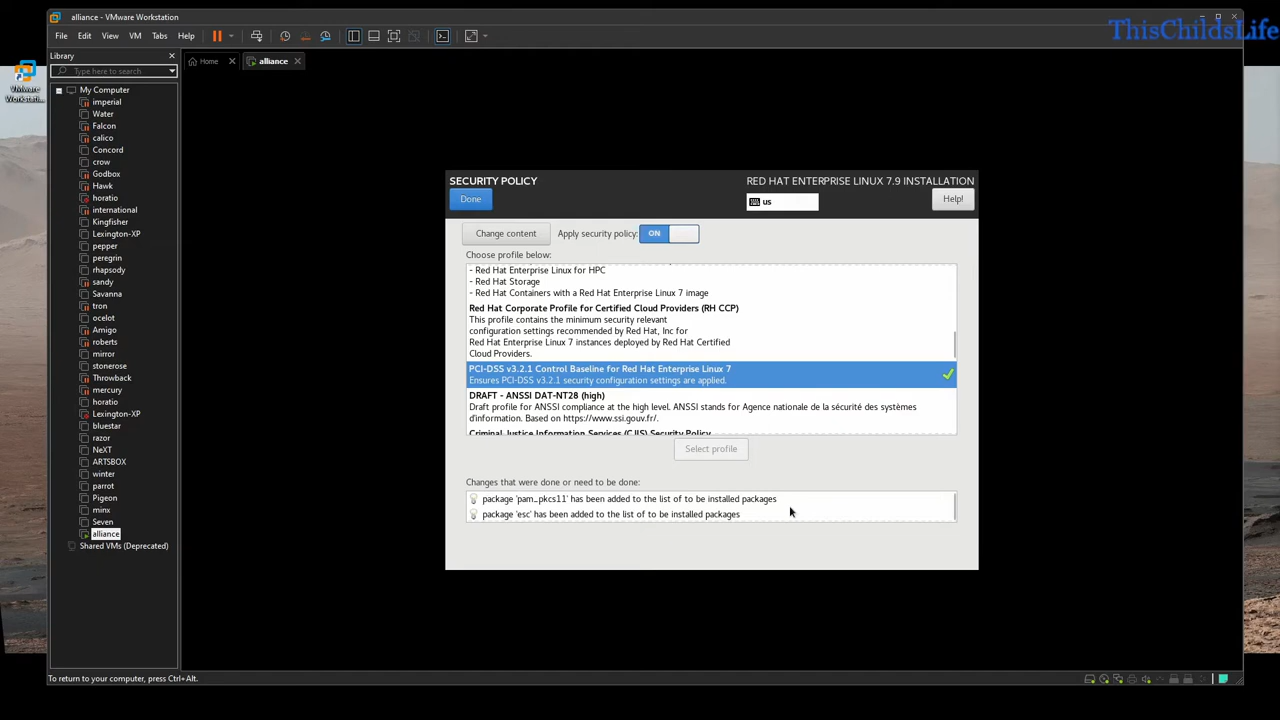 alliance - VMware Workstation
ThisChildsLife
File Edit View VM Tabs Help
Library
Type here to search...
Home
alliance
VMware
Workstati...
My Computer
imperial
Water
Falcon
calico
Concord
crow
Godbox
Hawk
horatio
international
Kingfisher
Lexington-XP
pepper
peregrin
rhapsody
sandy
Savanna
tron
ocelot
Amigo
roberts
mirror
stonerose
Throwback
mercury
horatio
Lexington-XP
bluestar
razor
NeXT
ARTSBOX
winter
parrot
Pigeon
minx
Seven
alliance
Shared VMs (Deprecated)
SECURITY POLICY
RED HAT ENTERPRISE LINUX 7.9 INSTALLATION
Done
us
Help!
Change content
Apply security policy:
ON
Choose profile below:
- Red Hat Enterprise Linux for HPC
- Red Hat Storage
- Red Hat Containers with a Red Hat Enterprise Linux 7 image
Red Hat Corporate Profile for Certified Cloud Providers (RH CCP)
This profile contains the minimum security relevant
configuration settings recommended by Red Hat, Inc for
Red Hat Enterprise Linux 7 instances deployed by Red Hat Certified
Cloud Providers.
PCI-DSS v3.2.1 Control Baseline for Red Hat Enterprise Linux 7
Ensures PCI-DSS v3.2.1 security configuration settings are applied.
DRAFT - ANSSI DAT-NT28 (high)
Draft profile for ANSSI compliance at the high level. ANSSI stands for Agence nationale de la sécurité des systèmes
d'information. Based on https://www.ssi.gouv.fr/.
Criminal Justice Information Services (CJIS) Security Policy
Select profile
Changes that were done or need to be done:
package 'pam_pkcs11' has been added to the list of to be installed packages
package 'esc' has been added to the list of to be installed packages
To return to your computer, press Ctrl+Alt.